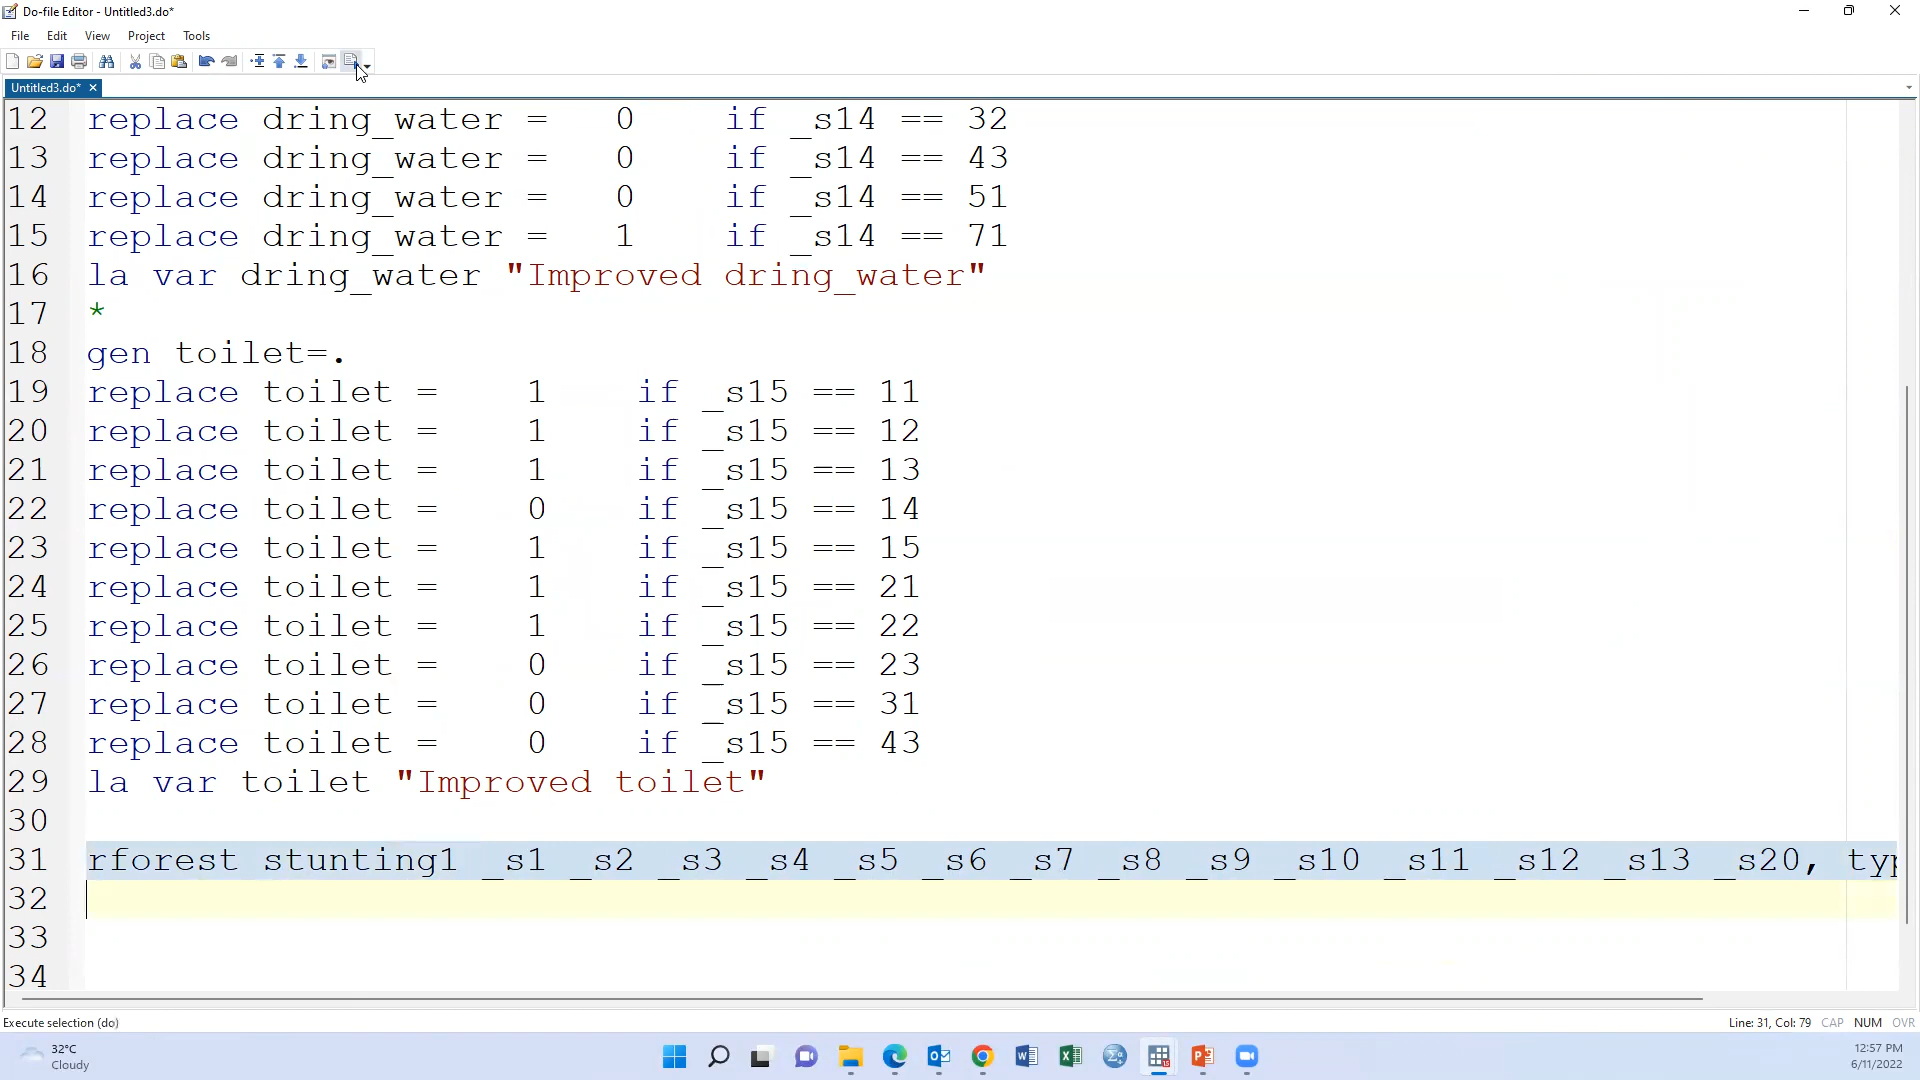 Do-file Editor - Untitled3.do*
File Edit View Project Tools
Untitled3.do* ×
12 replace dring_water = 0 if _s14 == 32
13 replace dring_water = 0 if _s14 == 43
14 replace dring_water = 0 if _s14 == 51
15 replace dring_water = 1 if _s14 == 71
16 la var dring_water "Improved dring_water"
17 *
18 gen toilet=.
19 replace toilet = 1 if _s15 == 11
20 replace toilet = 1 if _s15 == 12
21 replace toilet = 1 if _s15 == 13
22 replace toilet = 0 if _s15 == 14
23 replace toilet = 1 if _s15 == 15
24 replace toilet = 1 if _s15 == 21
25 replace toilet = 1 if _s15 == 22
26 replace toilet = 0 if _s15 == 23
27 replace toilet = 0 if _s15 == 31
28 replace toilet = 0 if _s15 == 43
29 la var toilet "Improved toilet"
30
31 rforest stunting1 _s1 _s2 _s3 _s4 _s5 _s6 _s7 _s8 _s9 _s10 _s11 _s12 _s13 _s20, typ
32
33
34
Execute selection (do) Line: 31, Col: 79 CAP NUM OVR
32°C
Cloudy
12:57 PM
6/11/2022